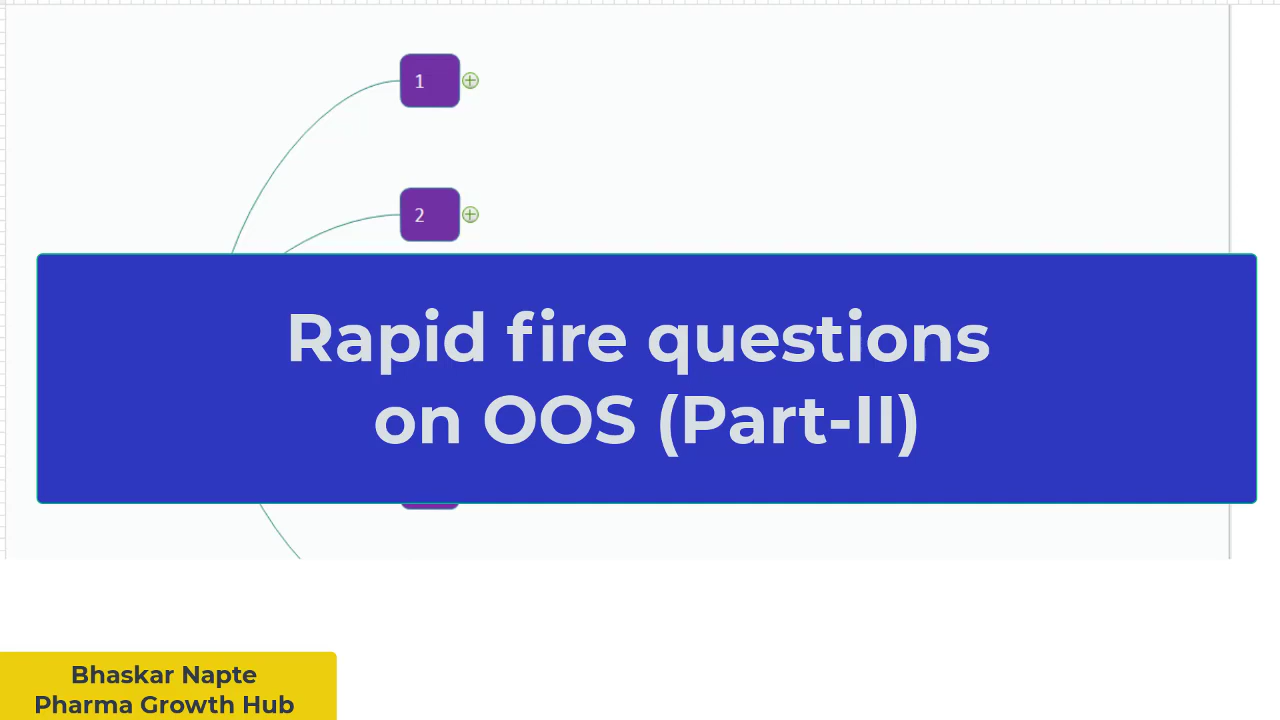 1
2
Rapid fire questions
on OOS (Part-II)
Bhaskar Napte
Pharma Growth Hub